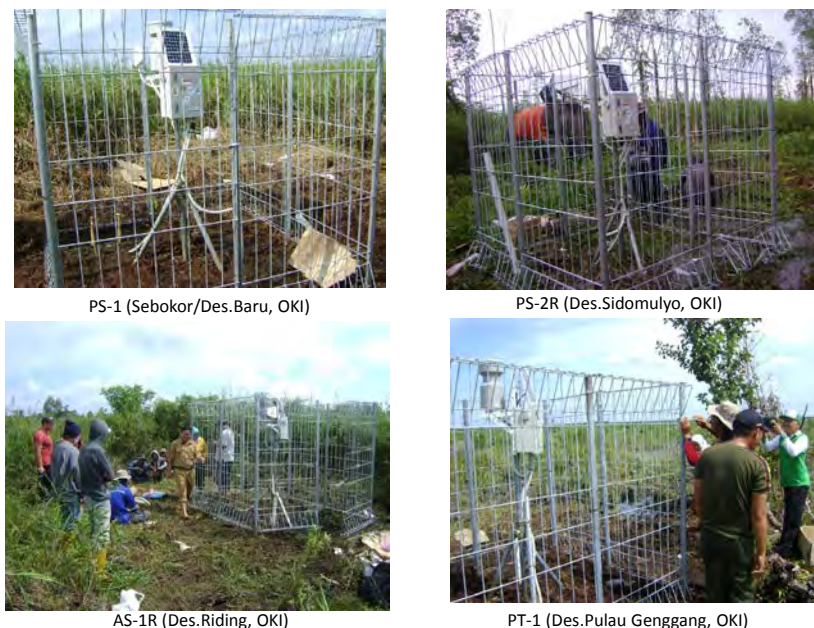 PS-1 (Sebokor/Des.Baru, OKI)
PS-2R (Des.Sidomulyo, OKI)
AS-1R (Des.Riding, OKI)
PT-1 (Des.Pulau Genggang, OKI)